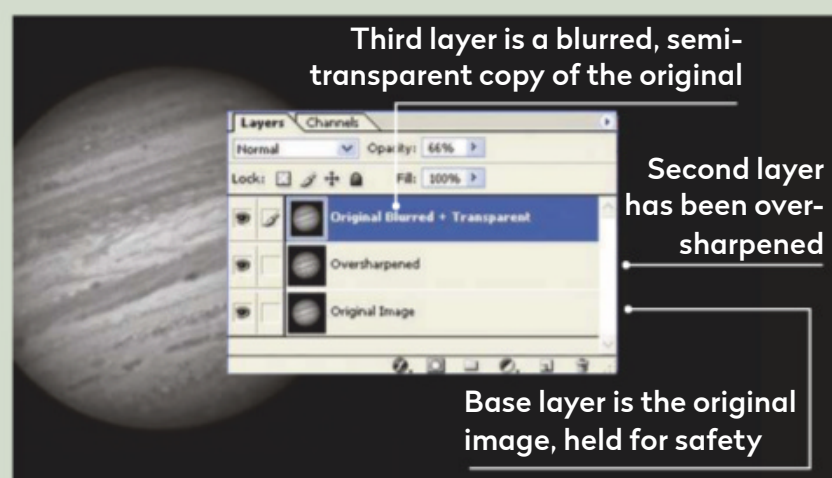 Third layer is a blurred, semi-
transparent copy of the original
Layers Channels
Normal Opacity: 66%
Lock: Fill: 100%
Original Blurred + Transparent
Second layer
has been over-
sharpened
Oversharpened
Original Image
Base layer is the original
image, held for safety